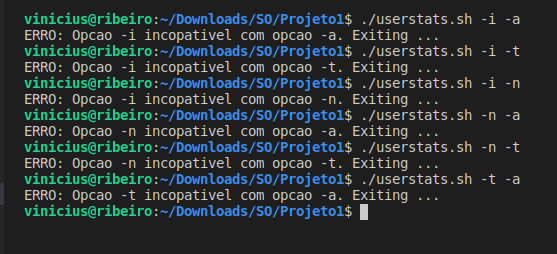 vinicius@ribeiro:~/Downloads/SO/Projeto1$ ./userstats.sh -i -a
ERRO: Opcao -i incopativel com opcao -a. Exiting ...
vinicius@ribeiro:~/Downloads/SO/Projeto1$ ./userstats.sh -i -t
ERRO: Opcao -i incopativel com opcao -t. Exiting ...
vinicius@ribeiro:~/Downloads/SO/Projeto1$ ./userstats.sh -i -n
ERRO: Opcao -i incopativel com opcao -n. Exiting ...
vinicius@ribeiro:~/Downloads/SO/Projeto1$ ./userstats.sh -n -a
ERRO: Opcao -n incopativel com opcao -a. Exiting ...
vinicius@ribeiro:~/Downloads/SO/Projeto1$ ./userstats.sh -n -t
ERRO: Opcao -n incopativel com opcao -t. Exiting ...
vinicius@ribeiro:~/Downloads/SO/Projeto1$ ./userstats.sh -t -a
ERRO: Opcao -t incopativel com opcao -a. Exiting ...
vinicius@ribeiro:~/Downloads/SO/Projeto1$